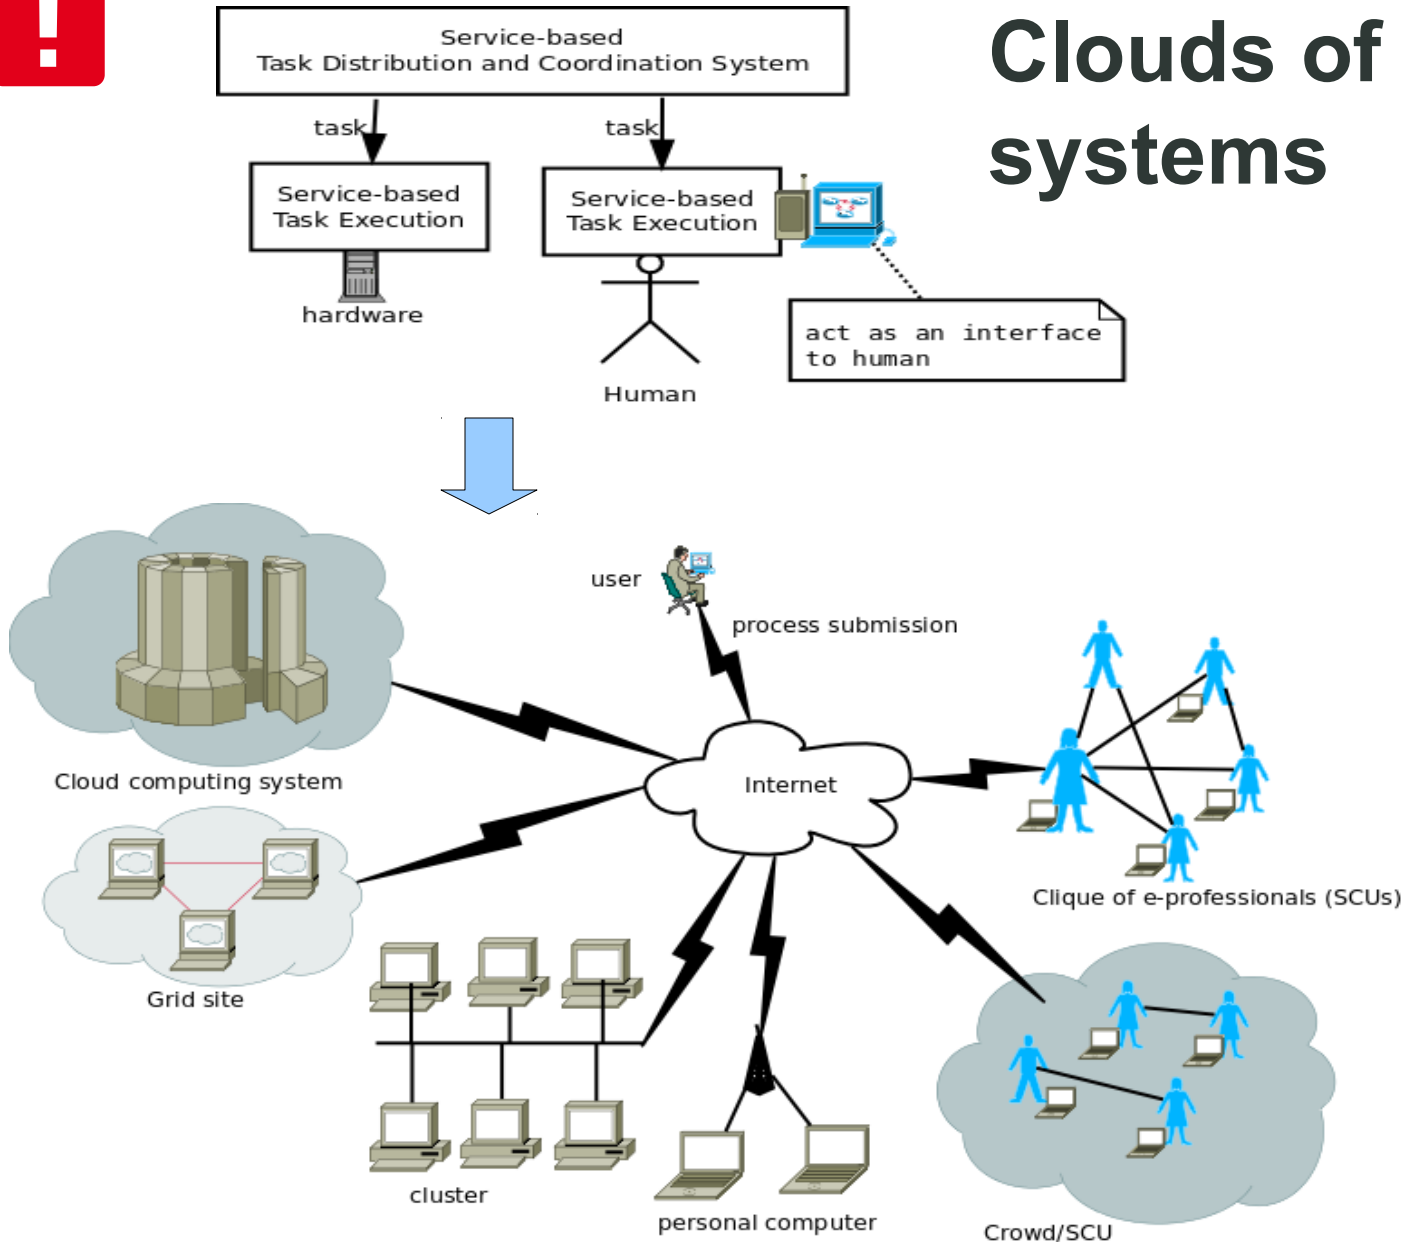 !
Clouds of
systems
Service-based
Task Distribution and Coordination System
task
task
Service-based
Task Execution
Service-based
Task Execution
hardware
Human
act as an interface
to human
user
process submission
Cloud computing system
Internet
Clique of e-professionals (SCUs)
Grid site
cluster
personal computer
Crowd/SCU